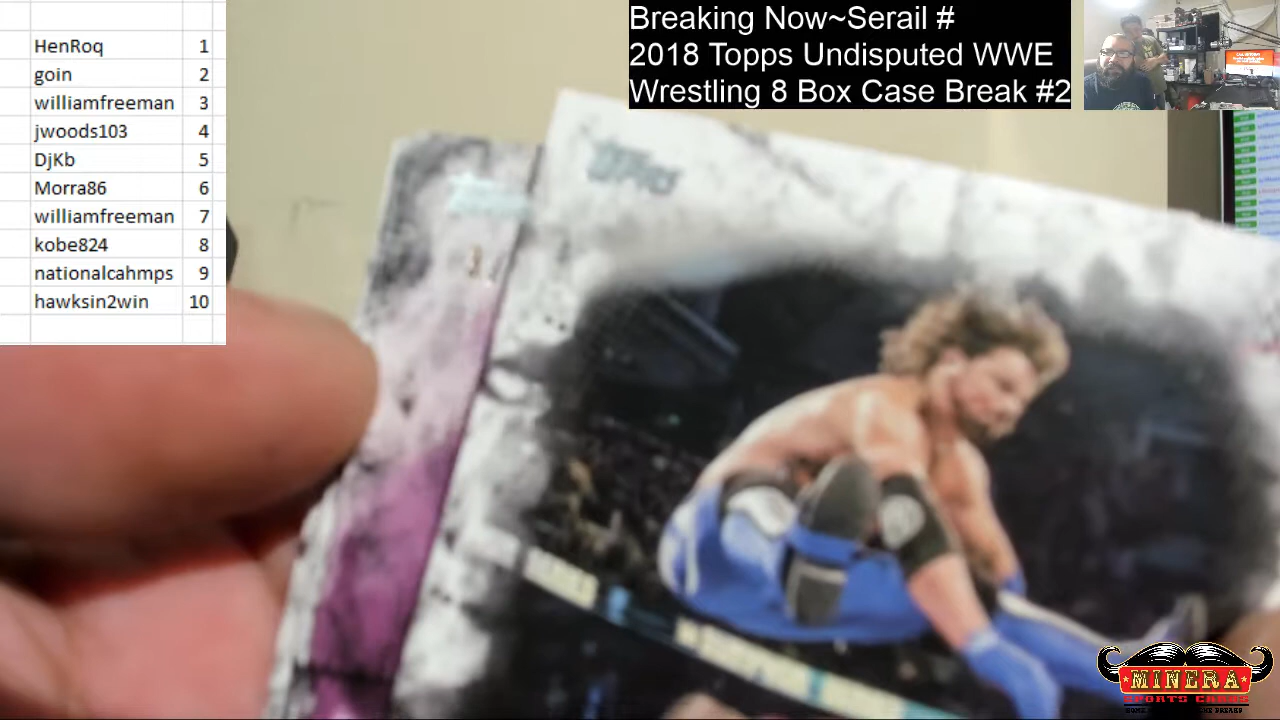 HenRoq 1
goin 2
williamfreeman 3
jwoods103 4
DjKb 5
Morra86 6
williamfreeman 7
kobe824 8
nationalcahmps 9
hawksin2win 10
Breaking Now~Serail #
2018 Topps Undisputed WWE
Wrestling 8 Box Case Break #2
MINERA
SPORTS CARDS